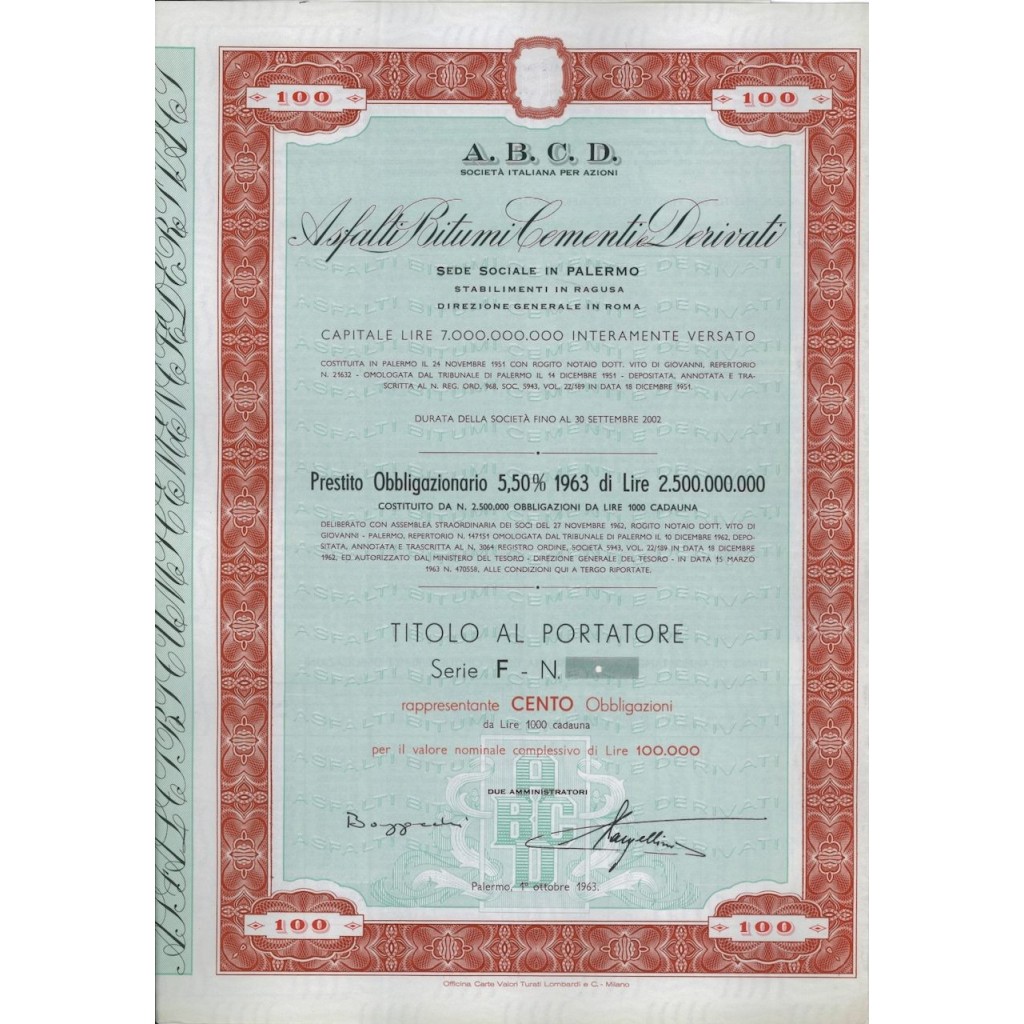 100
100
A. B. C. D.
SOCIETÀ ITALIANA PER AZIONI
Asfalti Bitumi Cementi e Derivati
SEDE SOCIALE IN PALERMO
STABILIMENTI IN RAGUSA
DIREZIONE GENERALE IN ROMA
CAPITALE LIRE 7.000.000.000 INTERAMENTE VERSATO
COSTITUITA IN PALERMO IL 24 NOVEMBRE 1951 CON ROGITO NOTAIO DOTT. VITO DI GIOVANNI, REPERTORIO
N. 21632 - OMOLOGATA DAL TRIBUNALE DI PALERMO IL 14 DICEMBRE 1951 - DEPOSITATA, ANNOTATA E TRA-
SCRITTA AL N. REG. ORD. 968, SOC. 5943, VOL. 22/189 IN DATA 18 DICEMBRE 1951.
DURATA DELLA SOCIETÀ FINO AL 30 SETTEMBRE 2002
Prestito Obbligazionario 5,50% 1963 di Lire 2.500.000.000
COSTITUITO DA N. 2.500.000 OBBLIGAZIONI DA LIRE 1000 CADAUNA
DELIBERATO CON ASSEMBLEA STRAORDINARIA DEI SOCI DEL 27 NOVEMBRE 1962, ROGITO NOTAIO DOTT. VITO DI
GIOVANNI - PALERMO, REPERTORIO N. 147151 OMOLOGATA DAL TRIBUNALE DI PALERMO IL 10 DICEMBRE 1962, DEPO-
SITATA, ANNOTATA E TRASCRITTA AL N. 3064 REGISTRO ORDINE, SOCIETÀ 5943, VOL. 22/189 IN DATA 18 DICEMBRE
1962, ED AUTORIZZATO DAL MINISTERO DEL TESORO - DIREZIONE GENERALE DEL TESORO - IN DATA 15 MARZO
1963 N. 470558, ALLE CONDIZIONI QUI A TERGO RIPORTATE.
TITOLO AL PORTATORE
Serie F - N.
rappresentante CENTO Obbligazioni
da Lire 1000 cadauna
per il valore nominale complessivo di Lire 100.000
DUE AMMINISTRATORI
ABCD
Palermo, 1° ottobre 1963.
100
100
Officina Carte Valori Turati Lombardi e C. - Milano